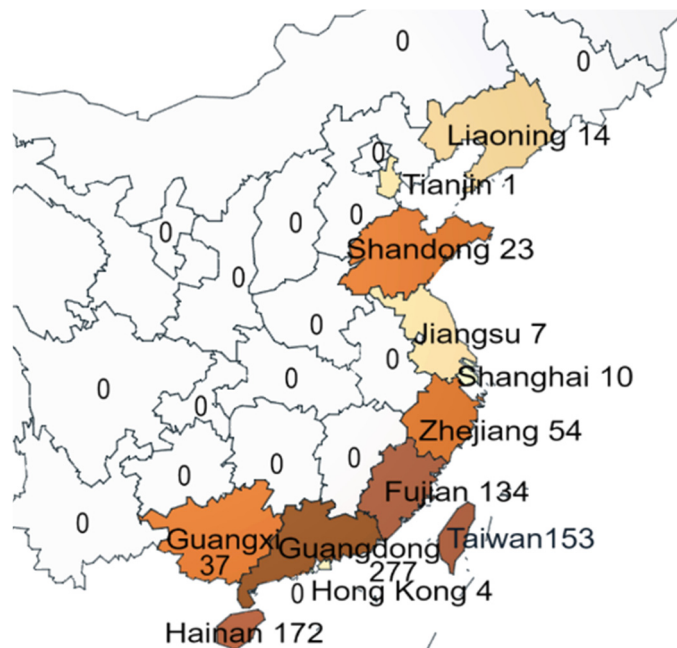 0
0
Liaoning 14
0
Tianjin 1
0
0
0
Shandong 23
0
0
Jiangsu 7
0
Shanghai 10
0
0
0
Zhejiang 54
0
0
0
Fujian 134
0
Guangxi
37
Guangdong
277
Taiwan153
0
Hong Kong 4
Hainan 172